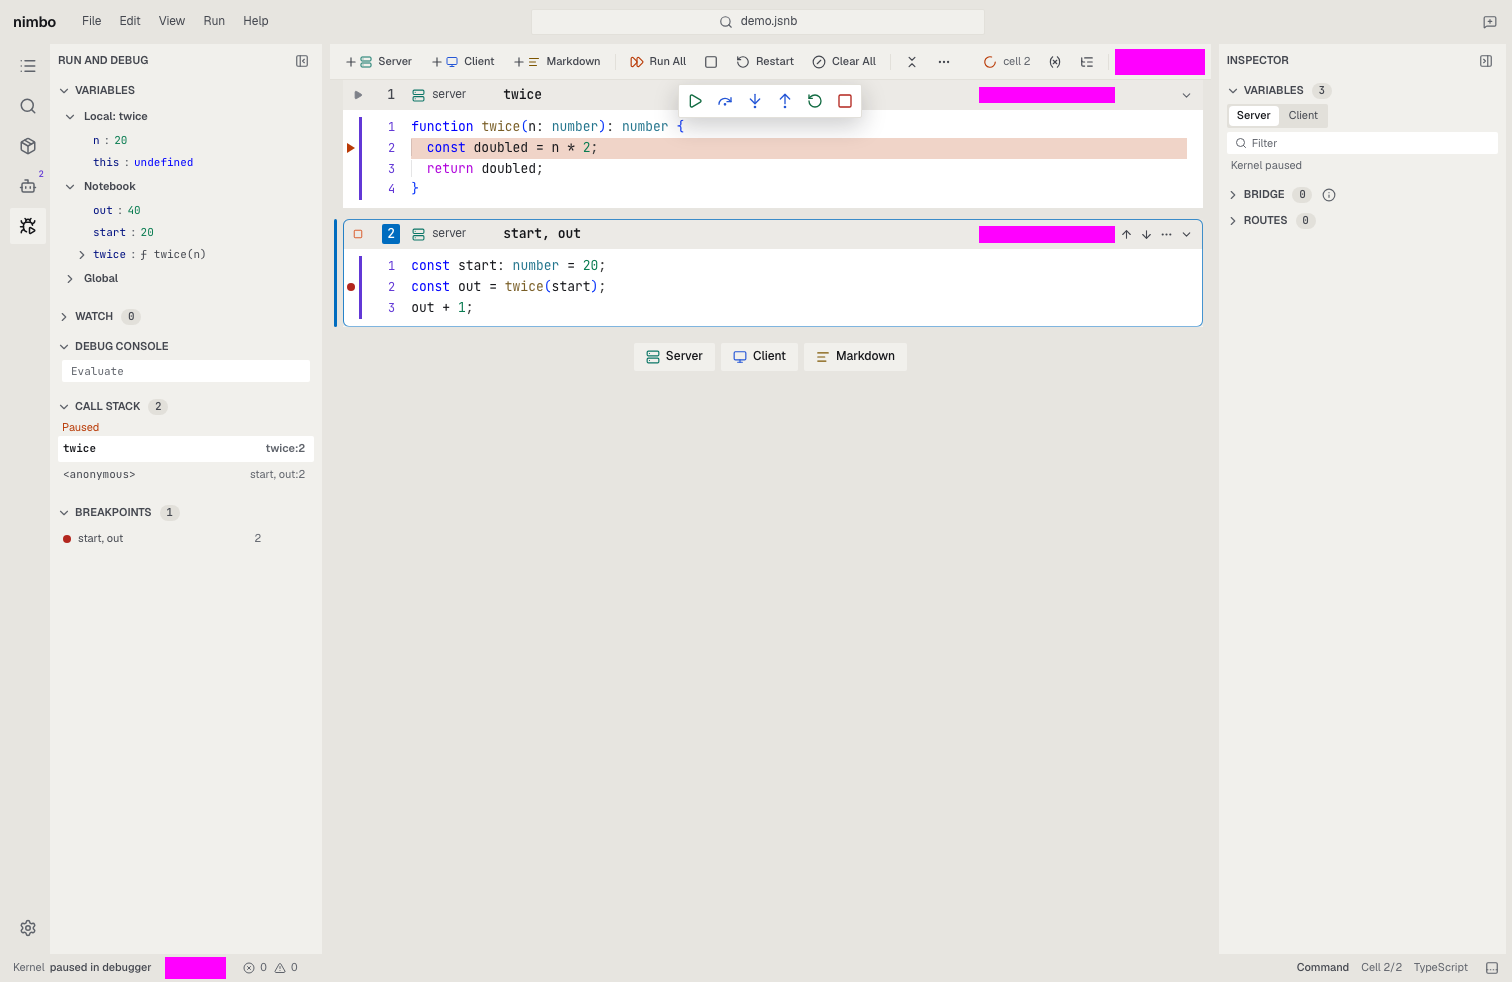 nimbo File Edit View Run Help
demo.jsnb
RUN AND DEBUG
VARIABLES
Local: twice
n : 20
this : undefined
Notebook
out : 40
start : 20
twice : ƒ twice(n)
Global
WATCH 0
DEBUG CONSOLE
Evaluate
CALL STACK 2
Paused
twice twice:2
<anonymous> start, out:2
BREAKPOINTS 1
start, out 2
2
Server Client Markdown Run All Restart Clear All cell 2
1 server twice
1 function twice(n: number): number {
2 const doubled = n * 2;
3 return doubled;
4 }
2 server start, out
1 const start: number = 20;
2 const out = twice(start);
3 out + 1;
Server Client Markdown
INSPECTOR
VARIABLES 3
Server Client
Filter
Kernel paused
BRIDGE 0
ROUTES 0
Kernel paused in debugger 0 0
Command Cell 2/2 TypeScript